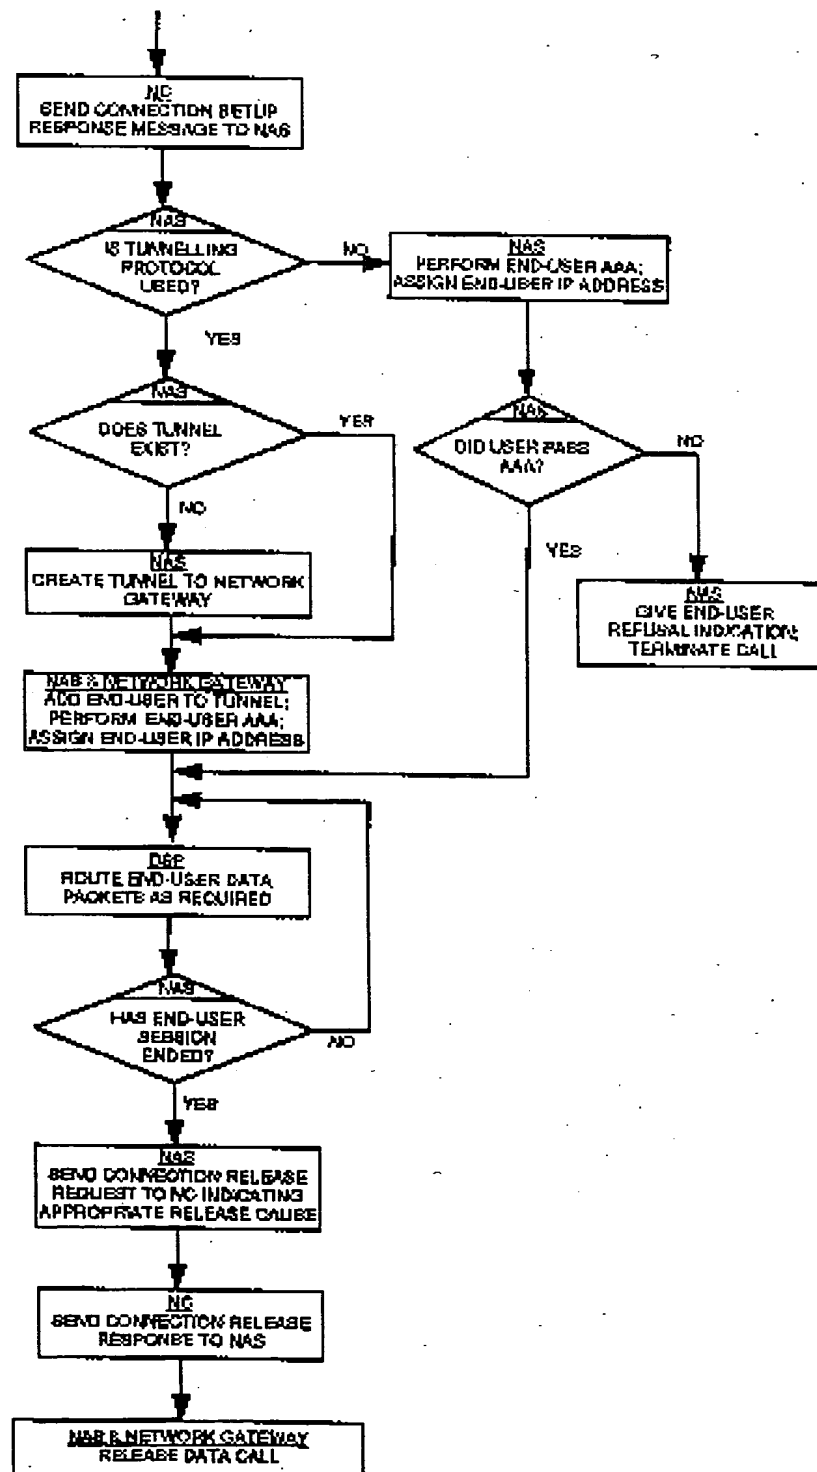 NC
SEND CONNECTION SETUP
RESPONSE MESSAGE TO NAS
NAS
IS TUNNELLING
PROTOCOL
USED?
NO
NAS
PERFORM END-USER AAA;
ASSIGN END-USER IP ADDRESS
YES
NAS
DOES TUNNEL
EXIST?
YES
NAS
DID USER PASS
AAA?
NO
NO
YES
NAS
CREATE TUNNEL TO NETWORK
GATEWAY
NAS
GIVE END-USER
REFUSAL INDICATION;
TERMINATE CALL
NAS & NETWORK GATEWAY
ADD END-USER TO TUNNEL;
PERFORM END-USER AAA;
ASSIGN END-USER IP ADDRESS
DSP
ROUTE END-USER DATA
PACKETS AS REQUIRED
NAS
HAS END-USER
SESSION
ENDED?
NO
YES
NAS
SEND CONNECTION RELEASE
REQUEST TO NC INDICATING
APPROPRIATE RELEASE CAUSE
NC
SEND CONNECTION RELEASE
RESPONSE TO NAS
NAS & NETWORK GATEWAY
RELEASE DATA CALL